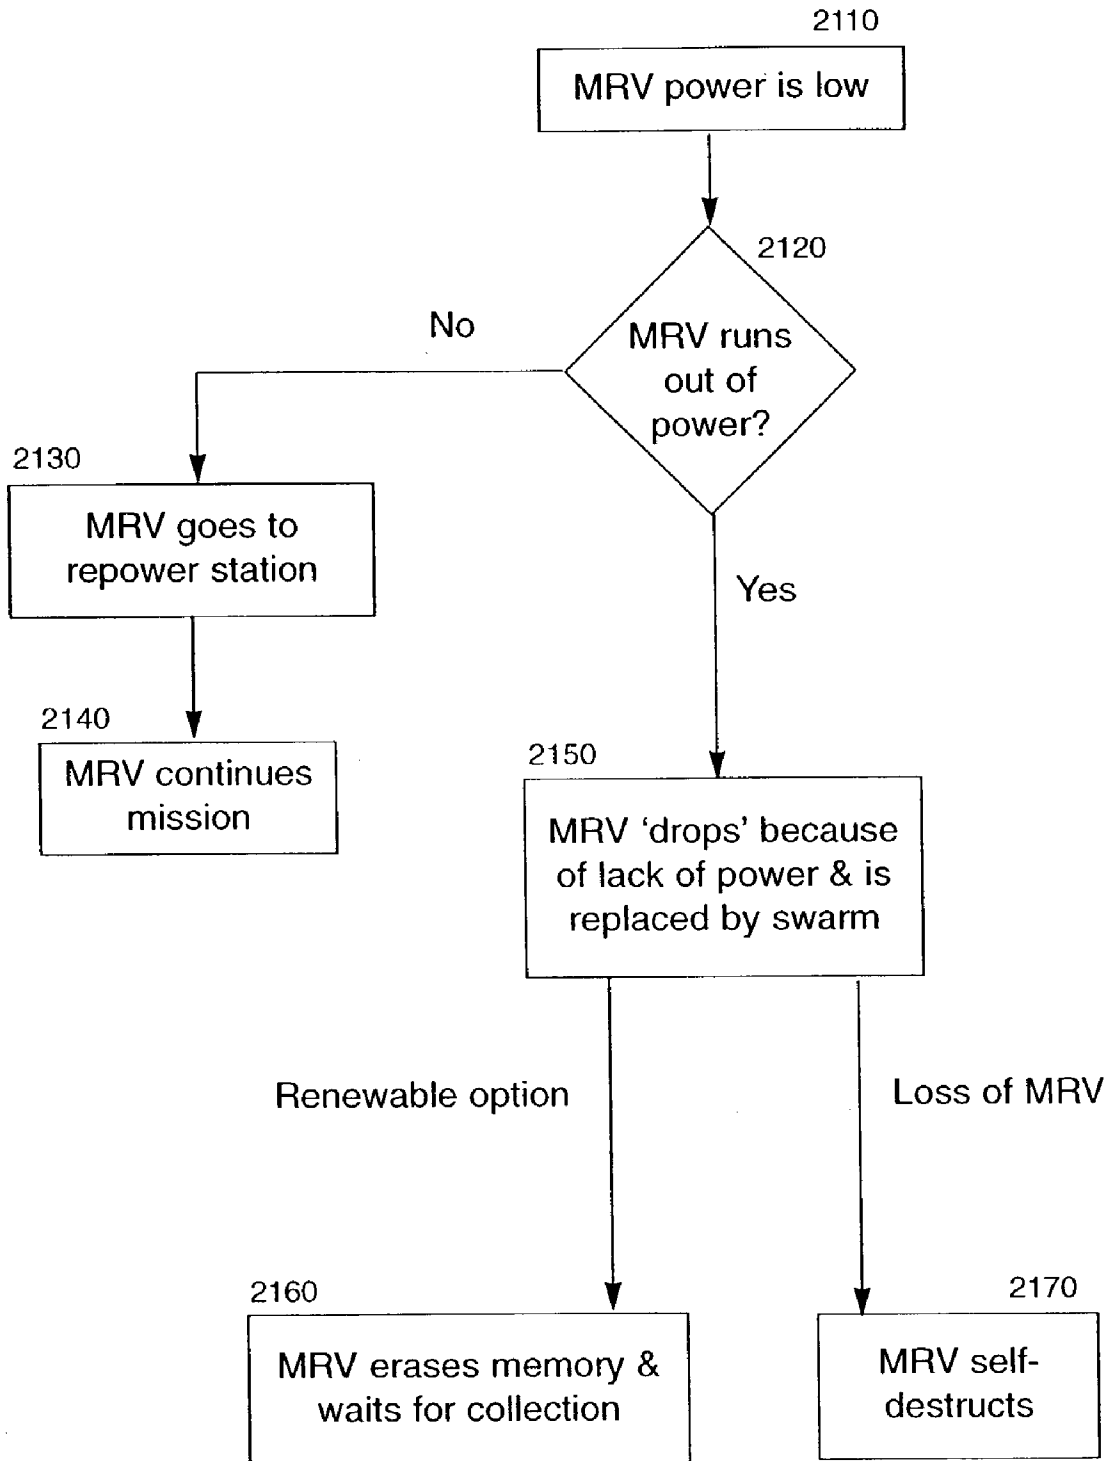 2110
MRV power is low
2120
MRV runs
out of
power?
No
2130
MRV goes to
repower station
Yes
2140
MRV continues
mission
2150
MRV ‘drops’ because
of lack of power & is
replaced by swarm
Renewable option
Loss of MRV
2160
MRV erases memory &
waits for collection
2170
MRV self-
destructs